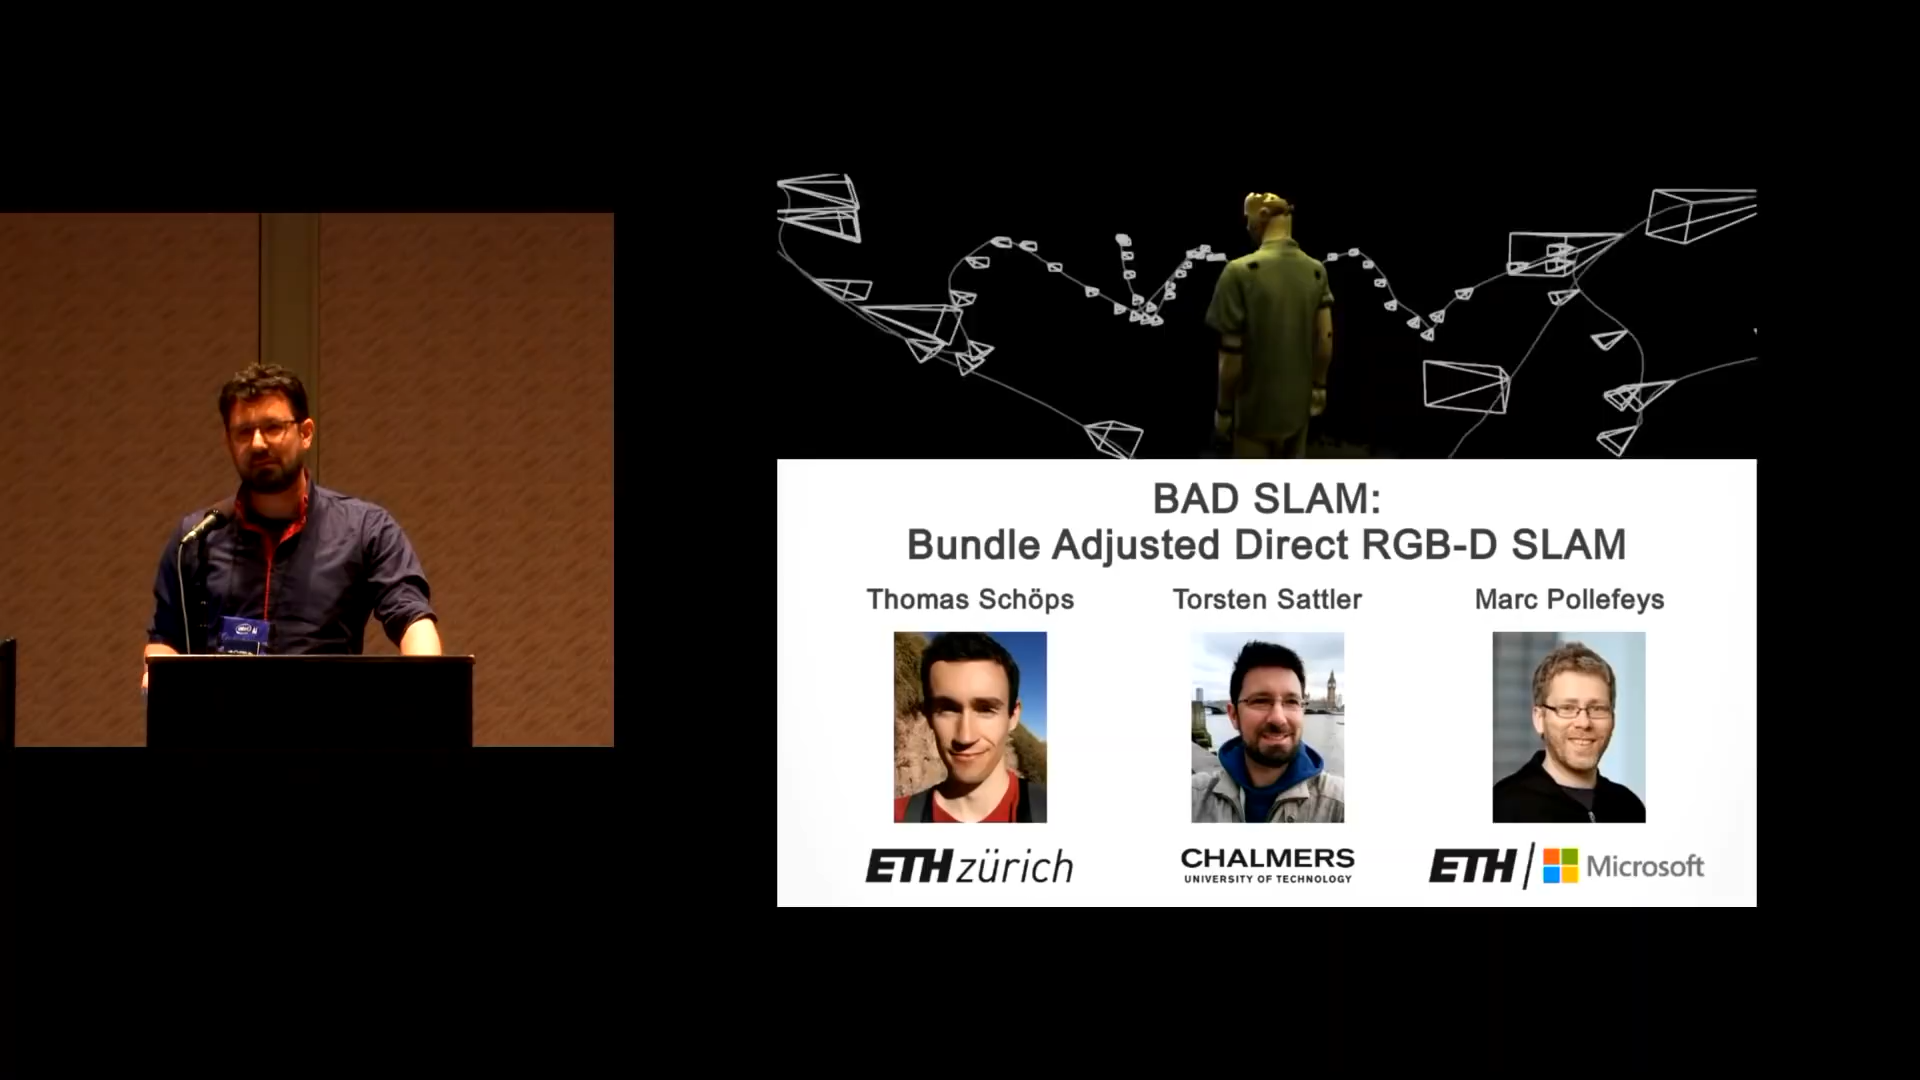 BAD SLAM:
Bundle Adjusted Direct RGB-D SLAM
Thomas Schöps
Torsten Sattler
Marc Pollefeys
ETH zürich
CHALMERS
UNIVERSITY OF TECHNOLOGY
ETH | Microsoft